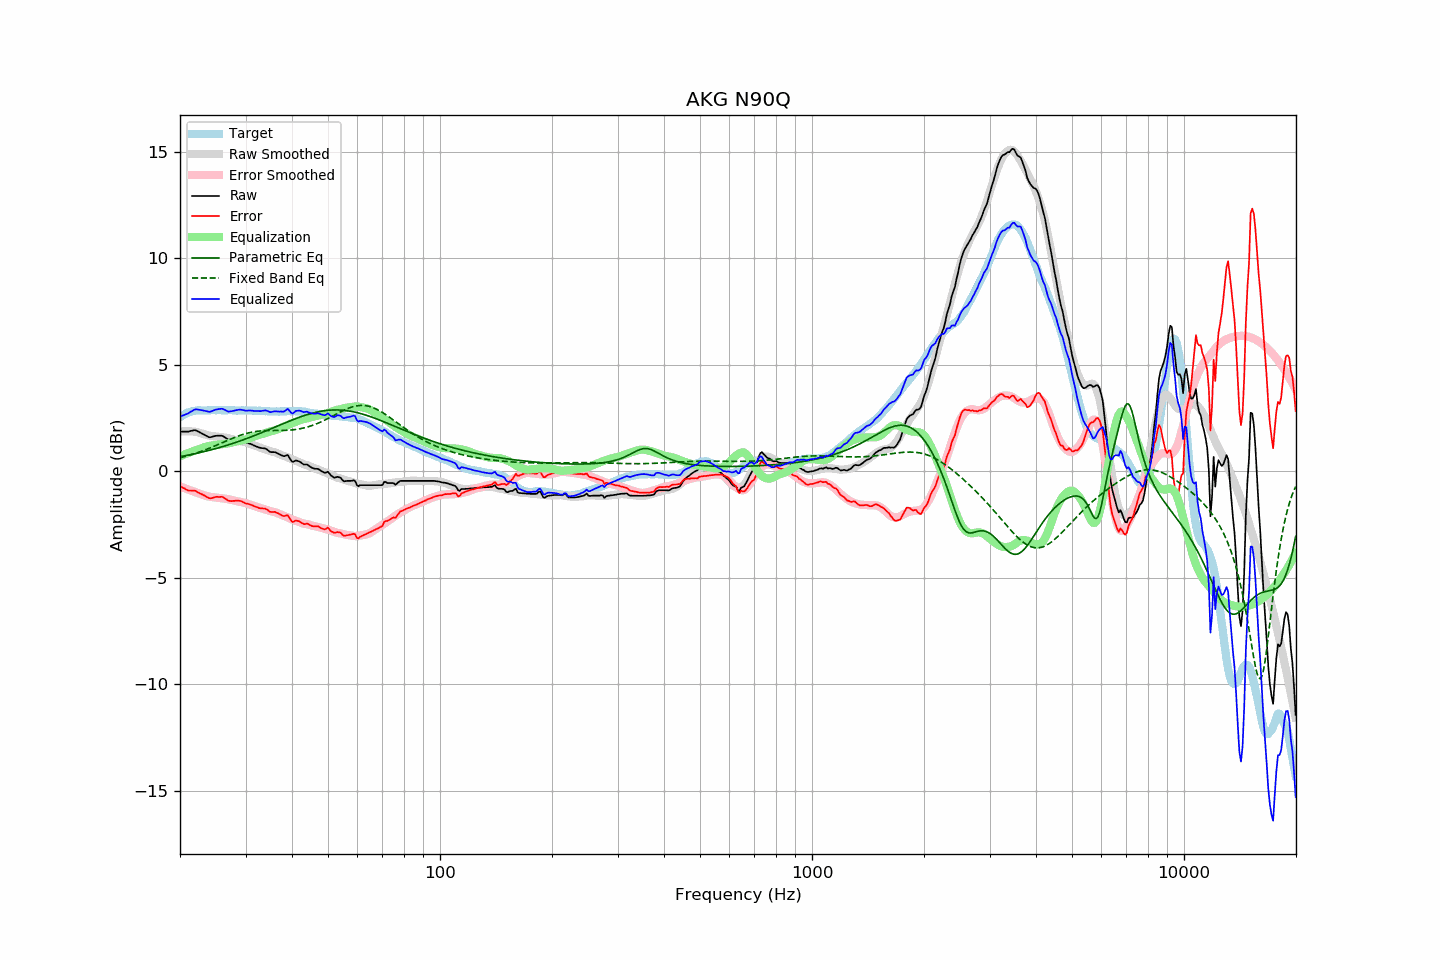 AKG N90Q
Target
Raw Smoothed
Error Smoothed
Raw
Error
Equalization
Parametric Eq
Fixed Band Eq
Equalized
15
10
5
0
−5
−10
−15
Amplitude (dBr)
100 1000 10000
Frequency (Hz)